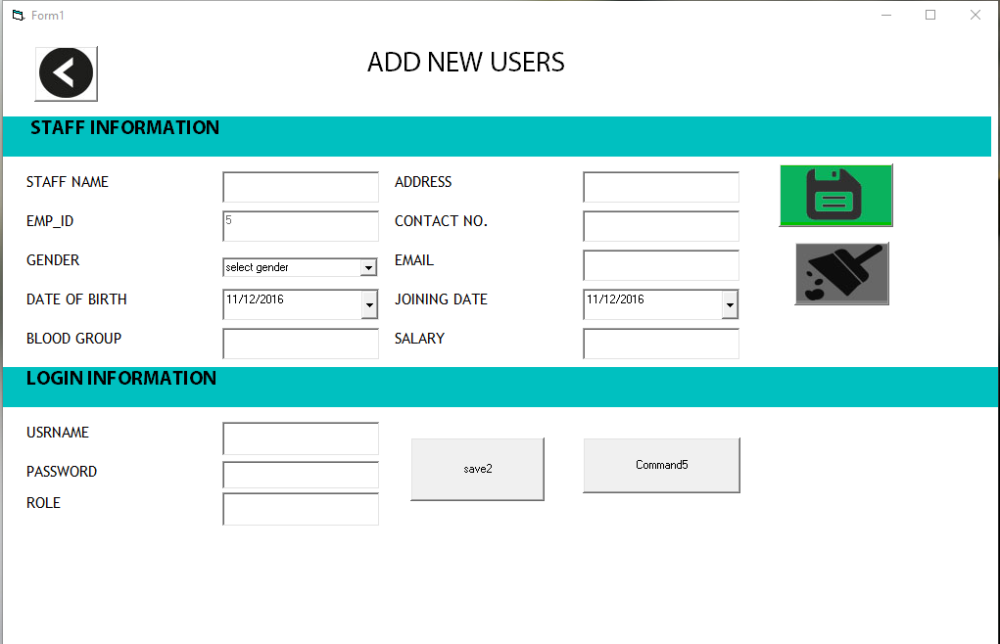 Form1
ADD NEW USERS
STAFF INFORMATION
STAFF NAME
ADDRESS
EMP_ID
5
CONTACT NO.
GENDER
select gender
EMAIL
DATE OF BIRTH
11/12/2016
JOINING DATE
11/12/2016
BLOOD GROUP
SALARY
LOGIN INFORMATION
USRNAME
save2
Command5
PASSWORD
ROLE